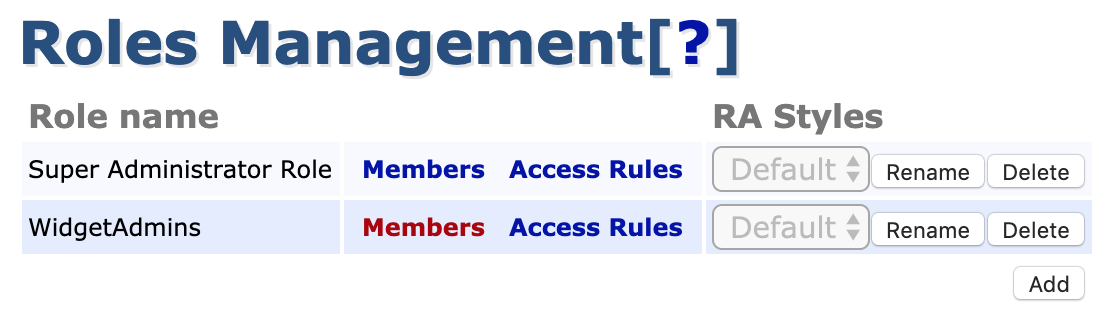 Roles Management[?]
Role name RA Styles
Super Administrator Role Members Access Rules Default Rename Delete
WidgetAdmins Members Access Rules Default Rename Delete
Add